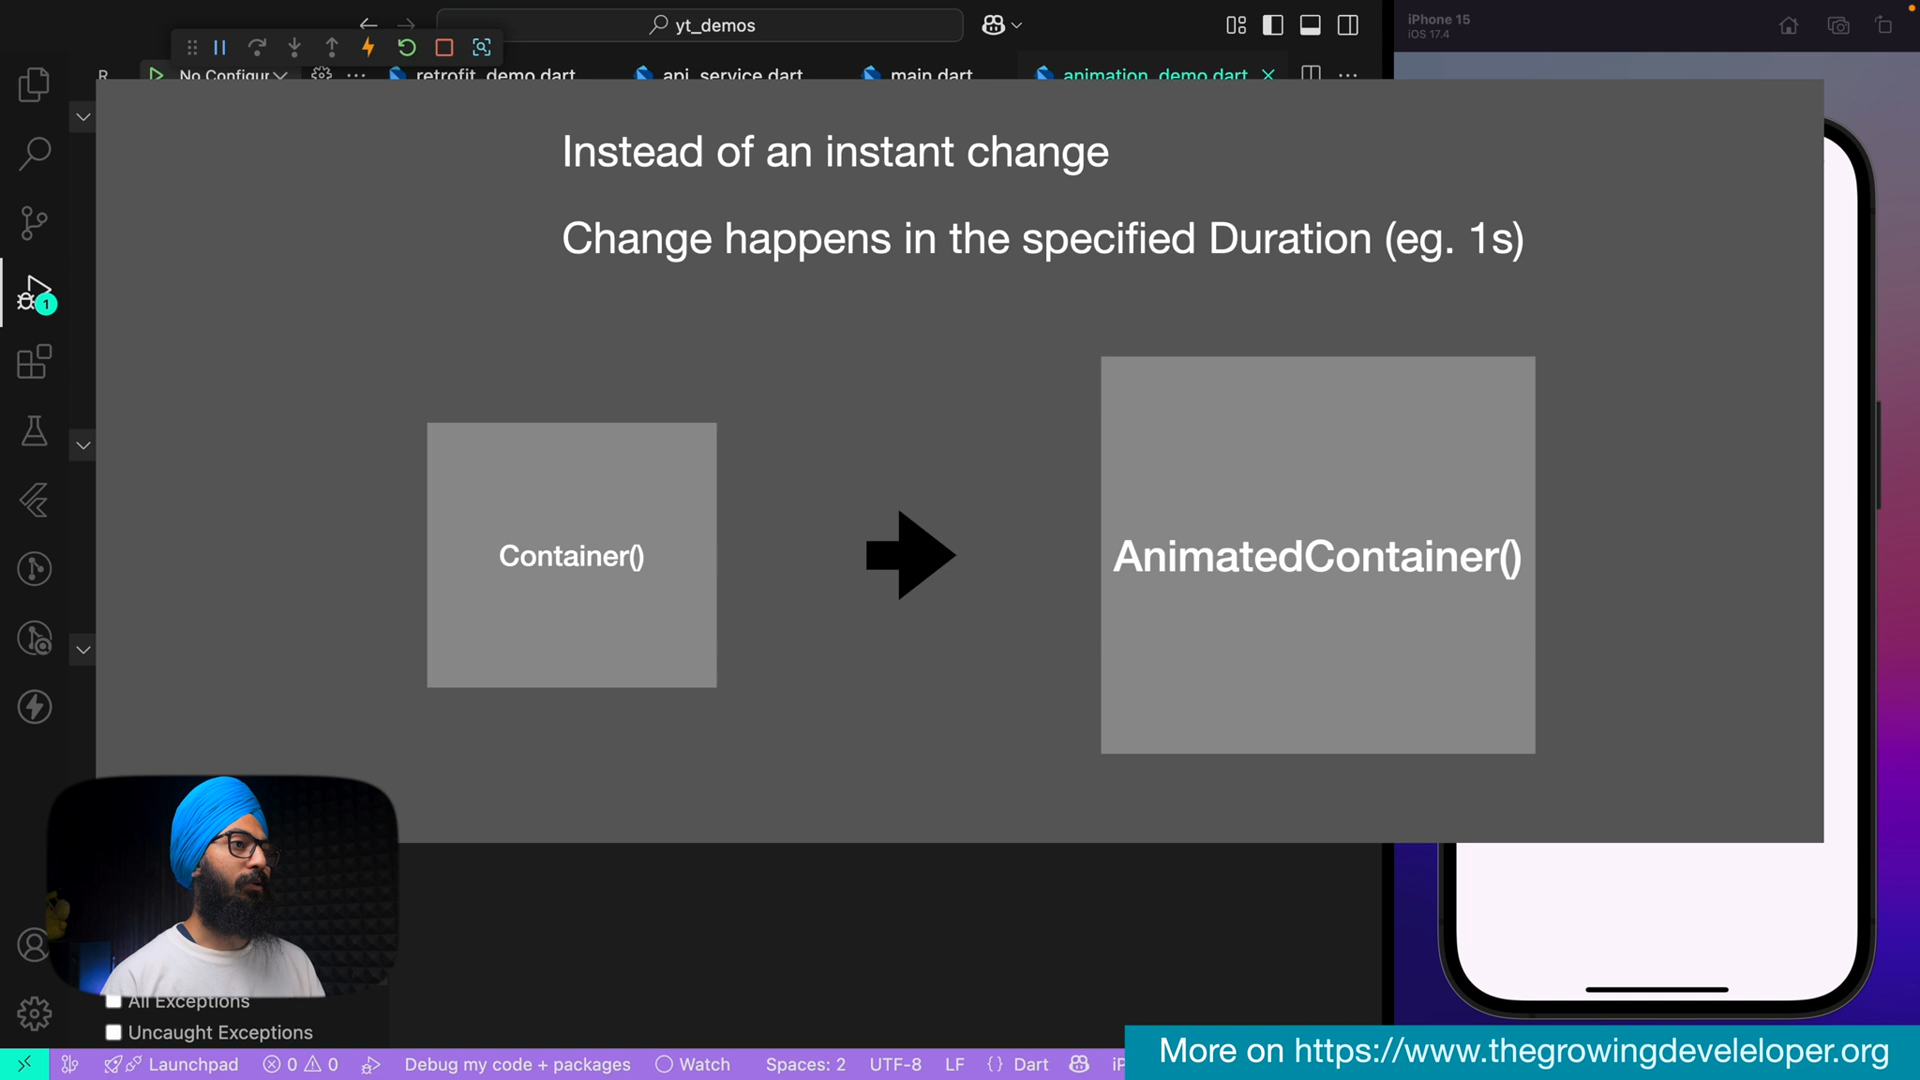 yt_demos
iPhone 15
iOS 17.4
R
No Configur
retrofit_demo.dart
api_service.dart
main.dart
animation_demo.dart
Instead of an instant change
Change happens in the specified Duration (eg. 1s)
1
Container()
AnimatedContainer()
All Exceptions
Uncaught Exceptions
Launchpad
0
0
Debug my code + packages
Watch
Spaces: 2
UTF-8
LF
{} Dart
iP
More on https://www.thegrowingdeveleloper.org